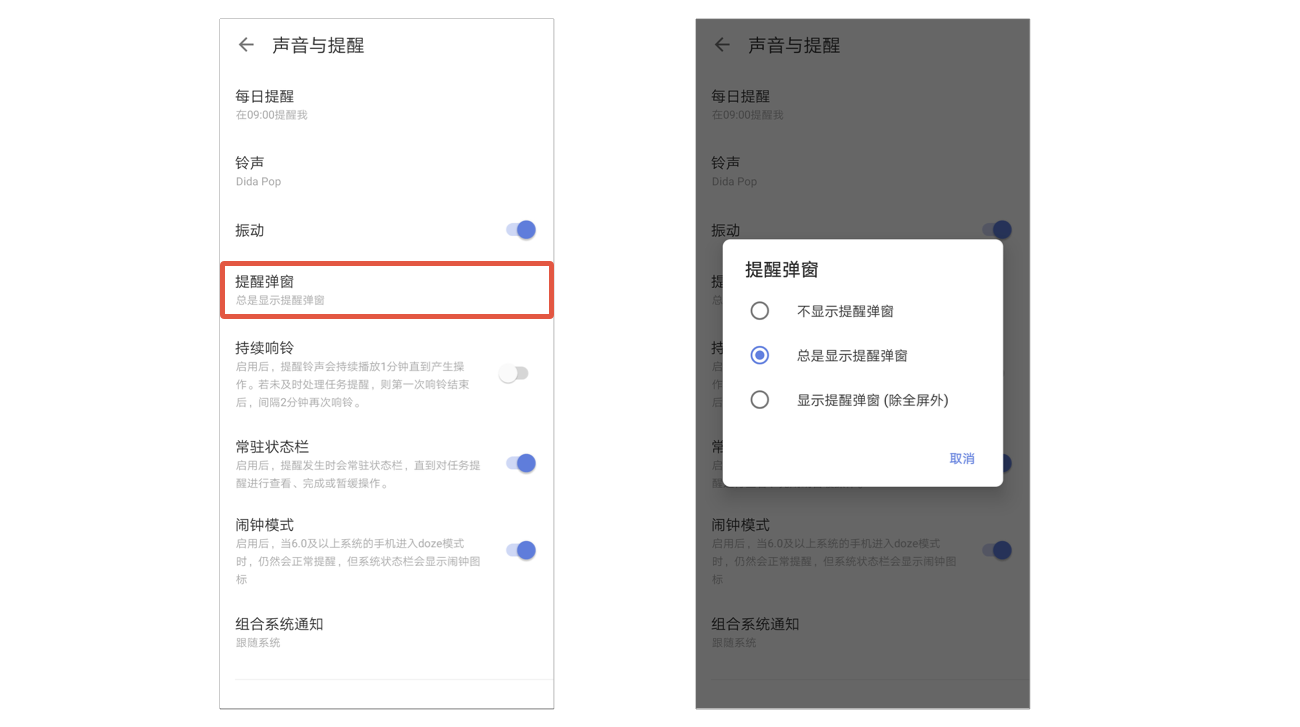 声音与提醒
每日提醒
在09:00提醒我
铃声
Dida Pop
振动
提醒弹窗
总是显示提醒弹窗
持续响铃
启用后，提醒铃声会持续播放1分钟直到产生操
作。若未及时处理任务提醒，则第一次响铃结束
后，间隔2分钟再次响铃。
常驻状态栏
启用后，提醒发生时会常驻状态栏，直到对任务提
醒进行查看、完成或暂缓操作。
闹钟模式
启用后，当6.0及以上系统的手机进入doze模式
时，仍然会正常提醒，但系统状态栏会显示闹钟图
标
组合系统通知
跟随系统
声音与提醒
每日提醒
在09:00提醒我
铃声
Dida Pop
振动
提醒弹窗
不显示提醒弹窗
总是显示提醒弹窗
显示提醒弹窗 (除全屏外)
取消
闹钟模式
启用后，当6.0及以上系统的手机进入doze模式
时，仍然会正常提醒，但系统状态栏会显示闹钟图
标
组合系统通知
跟随系统